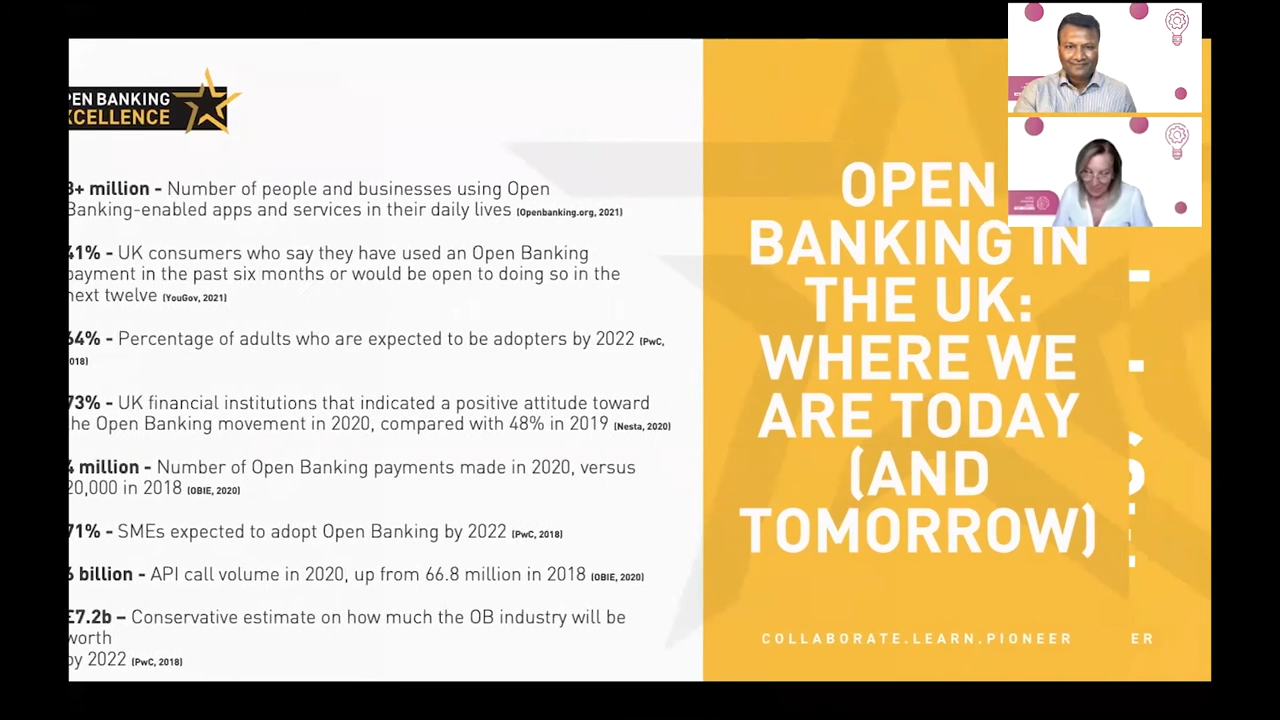 PEN BANKING
XCELLENCE
3+ million - Number of people and businesses using Open
Banking-enabled apps and services in their daily lives (Openbanking.org, 2021)
41% - UK consumers who say they have used an Open Banking
payment in the past six months or would be open to doing so in the
next twelve (YouGov, 2021)
64% - Percentage of adults who are expected to be adopters by 2022 (PwC,
018)
73% - UK financial institutions that indicated a positive attitude toward
the Open Banking movement in 2020, compared with 48% in 2019 (Nesta, 2020)
4 million - Number of Open Banking payments made in 2020, versus
20,000 in 2018 (OBIE, 2020)
71% - SMEs expected to adopt Open Banking by 2022 (PwC, 2018)
6 billion - API call volume in 2020, up from 66.8 million in 2018 (OBIE, 2020)
£7.2b – Conservative estimate on how much the OB industry will be
worth
by 2022 (PwC, 2018)
OPEN
BANKING IN
THE UK:
WHERE WE
ARE TODAY
(AND
TOMORROW)
COLLABORATE.LEARN.PIONEER
ER